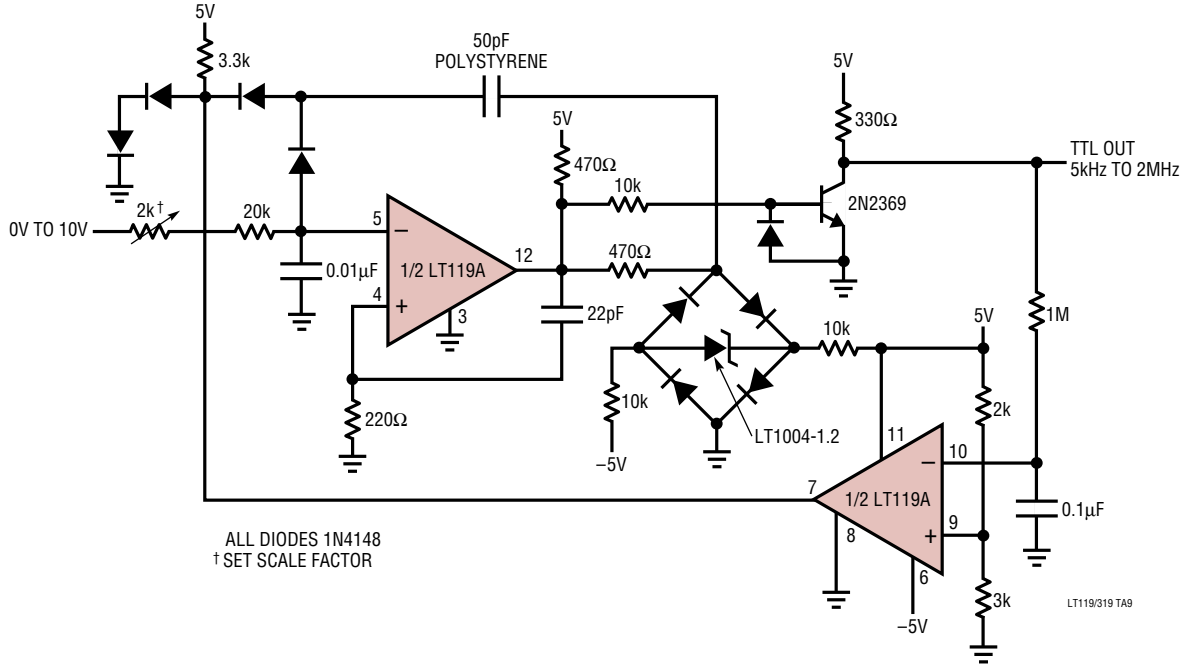 5V
3.3k
50pF
POLYSTYRENE
5V
470Ω
10k
5V
330Ω
TTL OUT
5kHz TO 2MHz
2N2369
0V TO 10V
2k†
20k
5
–
1/2 LT119A
12
4
+
3
0.01µF
470Ω
22pF
220Ω
10k
–5V
LT1004-1.2
10k
5V
1M
2k
11
10
–
7
1/2 LT119A
9
+
8
6
–5V
0.1µF
3k
ALL DIODES 1N4148
† SET SCALE FACTOR
LT119/319 TA9